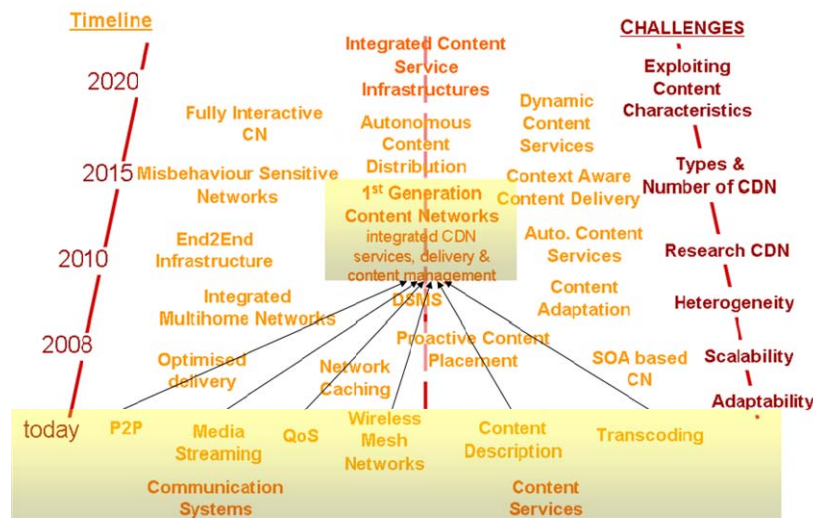 Timeline
CHALLENGES
Integrated Content
Service
Infrastructures
Exploiting
Content
Characteristics
2020
Fully Interactive
CN
Autonomous
Content
Distribution
Dynamic
Content
Services
2015
Misbehaviour Sensitive
Networks
1st Generation
Content Networks
integrated CDN
services, delivery &
content management
Context Aware
Content Delivery
Types &
Number of CDN
2010
End2End
Infrastructure
Auto. Content
Services
Research CDN
Integrated
Multihome Networks
DSMS
Content
Adaptation
Heterogeneity
2008
Optimised
delivery
Network
Caching
Proactive Content
Placement
SOA based
CN
Scalability
Adaptability
today
P2P
Media
Streaming
QoS
Wireless
Mesh
Networks
Content
Description
Transcoding
Communication
Systems
Content
Services